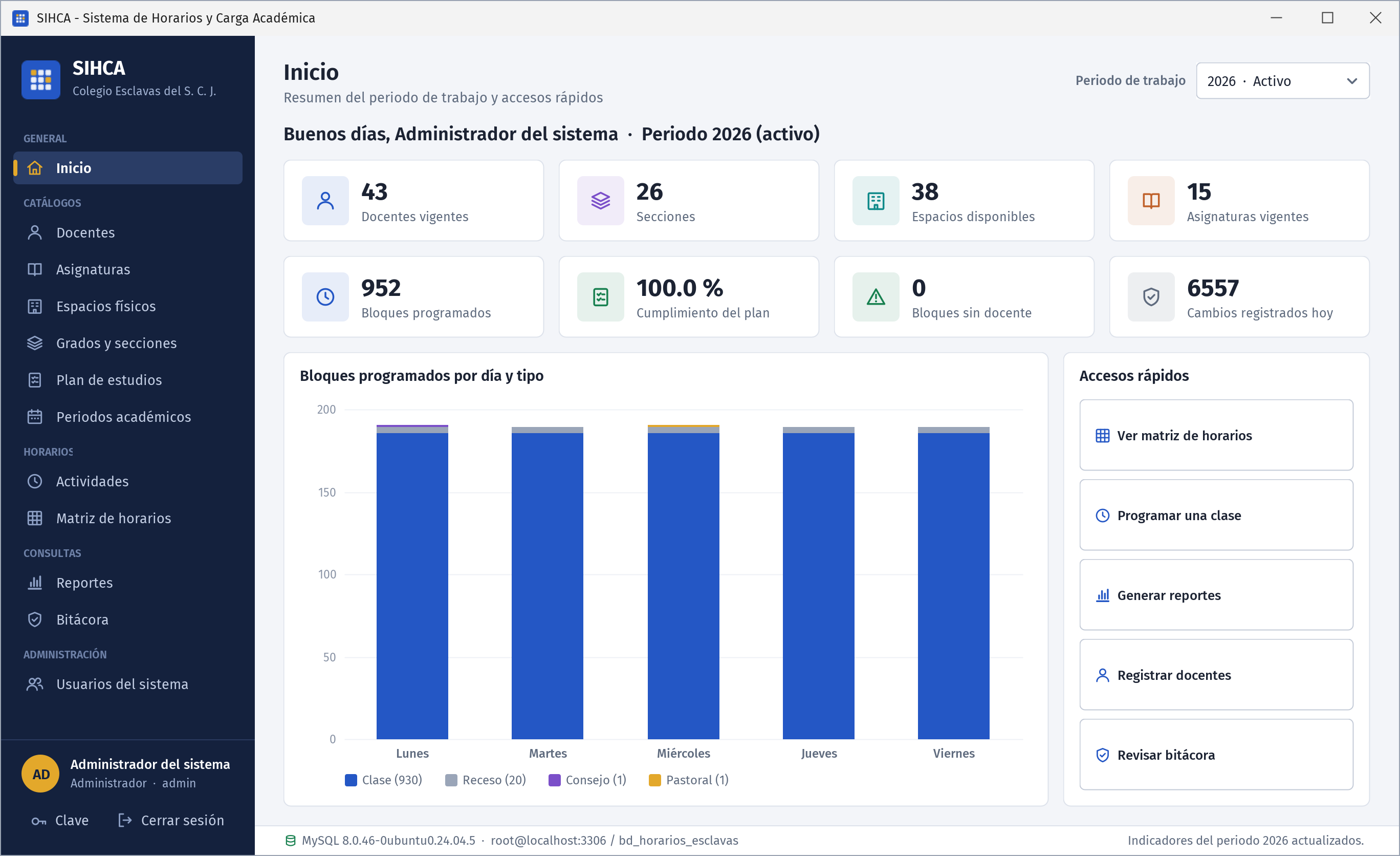 SIHCA - Sistema de Horarios y Carga Académica
SIHCA
Colegio Esclavas del S. C. J.
GENERAL
Inicio
CATÁLOGOS
Docentes
Asignaturas
Espacios físicos
Grados y secciones
Plan de estudios
Periodos académicos
HORARIOS
Actividades
Matriz de horarios
CONSULTAS
Reportes
Bitácora
ADMINISTRACIÓN
Usuarios del sistema
AD
Administrador del sistema
Administrador · admin
Clave
Cerrar sesión
Inicio
Resumen del periodo de trabajo y accesos rápidos
Periodo de trabajo
2026 · Activo
Buenos días, Administrador del sistema · Periodo 2026 (activo)
43
Docentes vigentes
26
Secciones
38
Espacios disponibles
15
Asignaturas vigentes
952
Bloques programados
100.0 %
Cumplimiento del plan
0
Bloques sin docente
6557
Cambios registrados hoy
Bloques programados por día y tipo
200
150
100
50
0
Lunes
Martes
Miércoles
Jueves
Viernes
Clase (930)
Receso (20)
Consejo (1)
Pastoral (1)
Accesos rápidos
Ver matriz de horarios
Programar una clase
Generar reportes
Registrar docentes
Revisar bitácora
MySQL 8.0.46-0ubuntu0.24.04.5 · root@localhost:3306 / bd_horarios_esclavas
Indicadores del periodo 2026 actualizados.